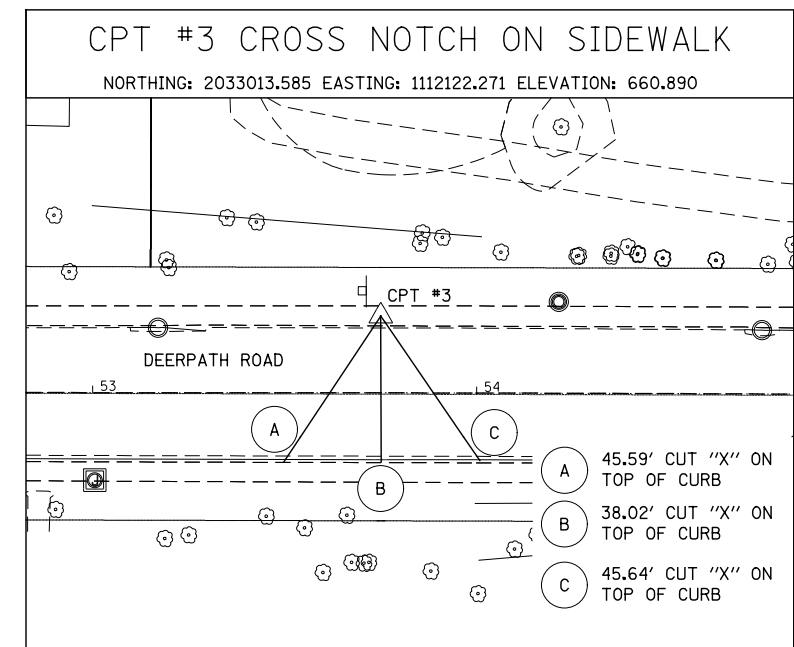 CPT #3 CROSS NOTCH ON SIDEWALK
NORTHING: 2033013.585 EASTING: 1112122.271 ELEVATION: 660.890
CPT #3
DEERPATH ROAD
53
54
A
C
B
A
45.59' CUT "X" ON
TOP OF CURB
B
38.02' CUT "X" ON
TOP OF CURB
C
45.64' CUT "X" ON
TOP OF CURB